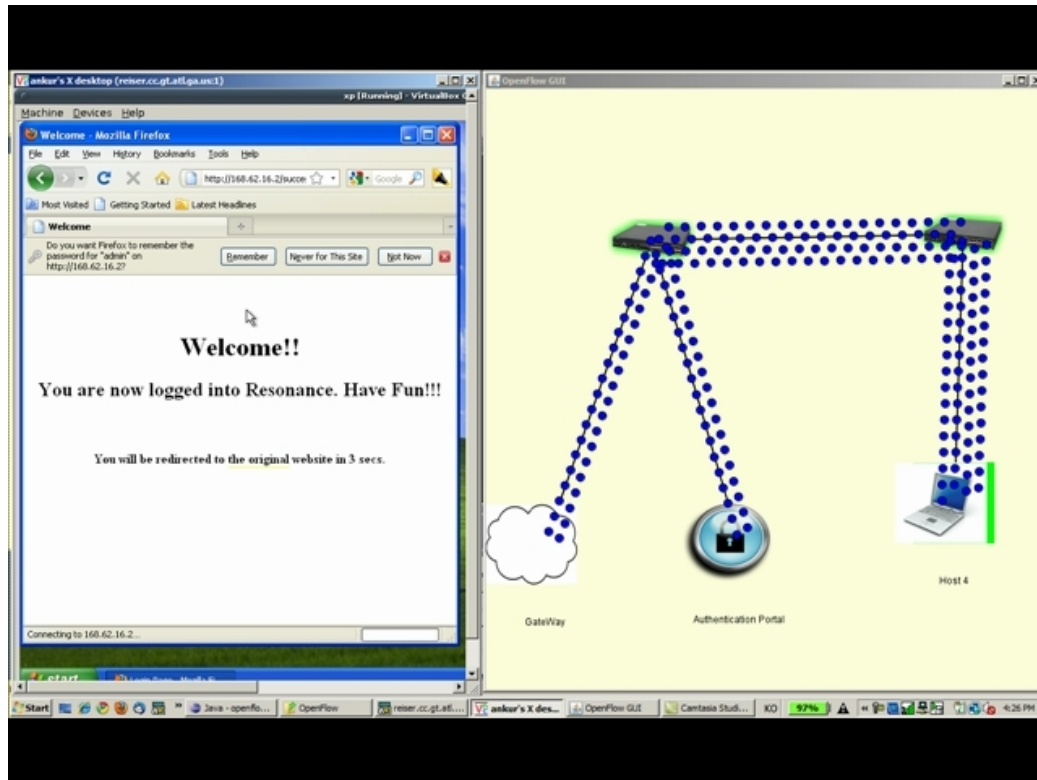 ankur's X desktop (reiser.cc.gt.atl.ga.us:1)
xp [Running] - VirtualBox
Machine Devices Help
Welcome - Mozilla Firefox
File Edit View History Bookmarks Tools Help
http://168.62.16.2/succe
Google
Most Visited Getting Started Latest Headlines
Welcome
Do you want Firefox to remember the
password for "admin" on
http://168.62.16.2?
Remember Never for This Site Not Now
Welcome!!
You are now logged into Resonance. Have Fun!!!
You will be redirected to the original website in 3 secs.
Connecting to 168.62.16.2...
start
OpenFlow GUI
GateWay
Authentication Portal
Host 4
Start
Java - openflo...
OpenFlow
reiser.cc.gt.atl....
ankur's X des...
OpenFlow GUI
Camtasia Studi...
KO
97%
4:26 PM